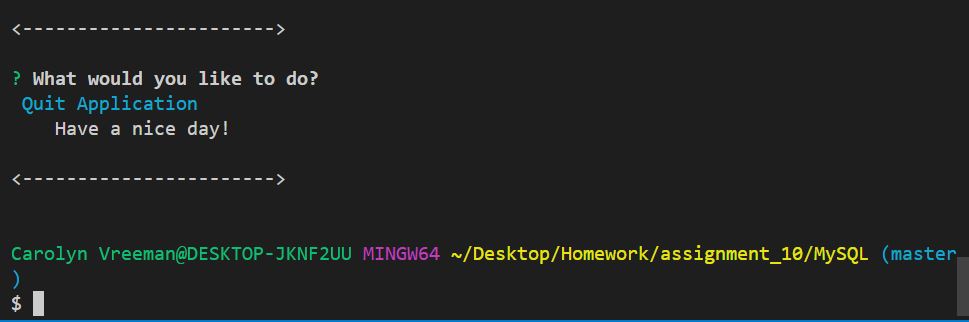 <----------------------->
? What would you like to do?
Quit Application
Have a nice day!
<----------------------->
Carolyn Vreeman@DESKTOP-JKNF2UU MINGW64 ~/Desktop/Homework/assignment_10/MySQL (master
)
$